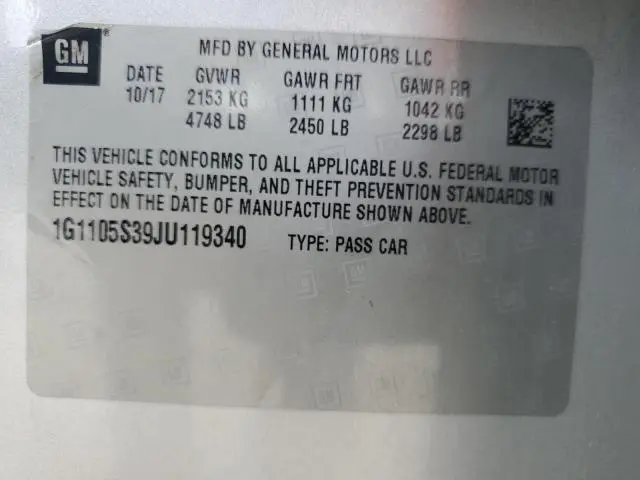 GM
®
MFD BY GENERAL MOTORS LLC
DATE GVWR GAWR FRT GAWR RR
10/17 2153 KG 1111 KG 1042 KG
4748 LB 2450 LB 2298 LB
THIS VEHICLE CONFORMS TO ALL APPLICABLE U.S. FEDERAL MOTOR
VEHICLE SAFETY, BUMPER, AND THEFT PREVENTION STANDARDS IN
EFFECT ON THE DATE OF MANUFACTURE SHOWN ABOVE.
1G1105S39JU119340 TYPE: PASS CAR